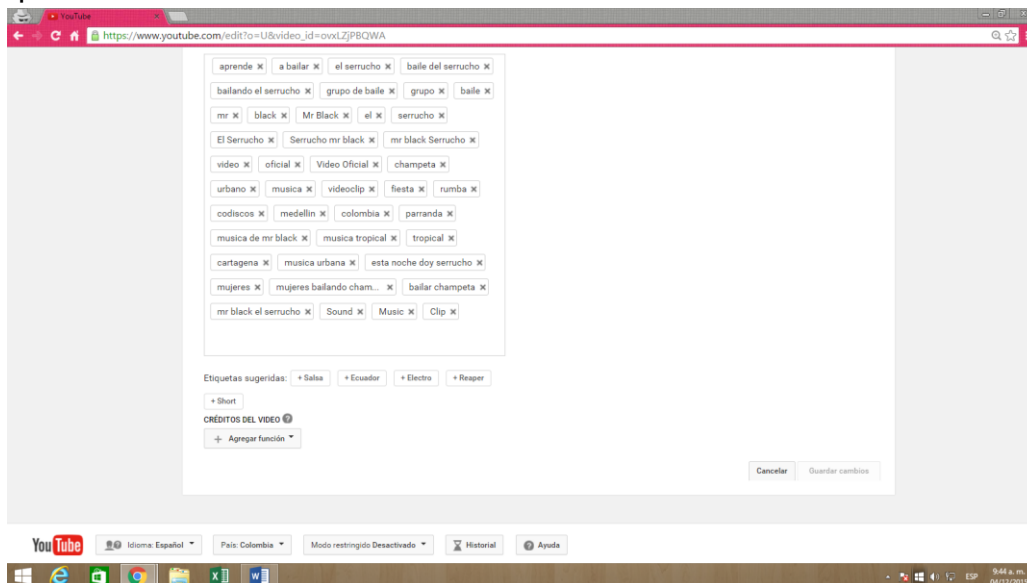 YouTube
https://www.youtube.com/edit?o=U&video_id=ovxLZjPBQWA
aprende × a bailar × el serrucho × baile del serrucho ×
bailando el serrucho × grupo de baile × grupo × baile ×
mr × black × Mr Black × el × serrucho ×
El Serrucho × Serrucho mr black × mr black Serrucho ×
video × oficial × Video Oficial × champeta ×
urbano × musica × videoclip × fiesta × rumba ×
codiscos × medellin × colombia × parranda ×
musica de mr black × musica tropical × tropical ×
cartagena × musica urbana × esta noche doy serrucho ×
mujeres × mujeres bailando cham... × bailar champeta ×
mr black el serrucho × Sound × Music × Clip ×
Etiquetas sugeridas: + Salsa + Ecuador + Electro + Reaper
+ Short
CRÉDITOS DEL VIDEO ?
+ Agregar función
Cancelar Guardar cambios
YouTube Idioma: Español País: Colombia Modo restringido Desactivado Historial Ayuda
ESP 9:44 a. m.